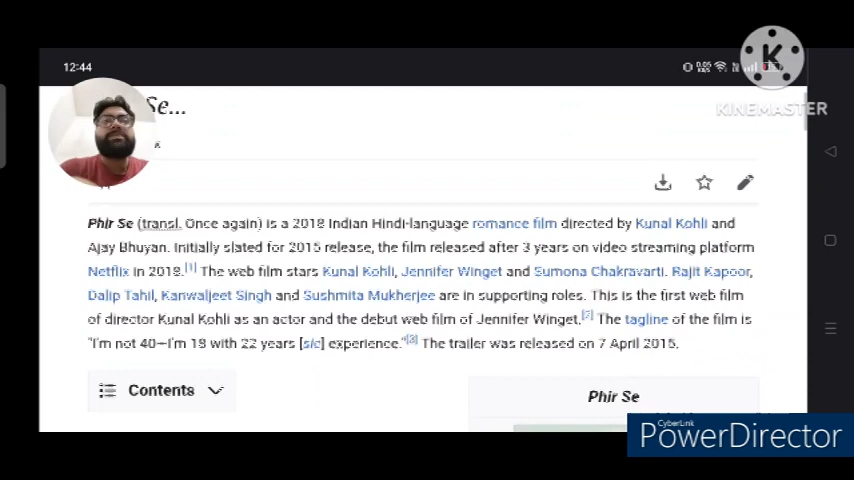 12:44
Se...
KINEMASTER
Phir Se (transl. Once again) is a 2018 Indian Hindi-language romance film directed by Kunal Kohli and
Ajay Bhuyan. Initially slated for 2015 release, the film released after 3 years on video streaming platform
Netflix in 2018.[1] The web film stars Kunal Kohli, Jennifer Winget and Sumona Chakravarti. Rajit Kapoor,
Dalip Tahil, Kanwaljeet Singh and Sushmita Mukherjee are in supporting roles. This is the first web film
of director Kunal Kohli as an actor and the debut web film of Jennifer Winget.[2] The tagline of the film is
"I'm not 40—I'm 18 with 22 years [sic] experience."[3] The trailer was released on 7 April 2015.
Contents
Phir Se
CyberLink
PowerDirector